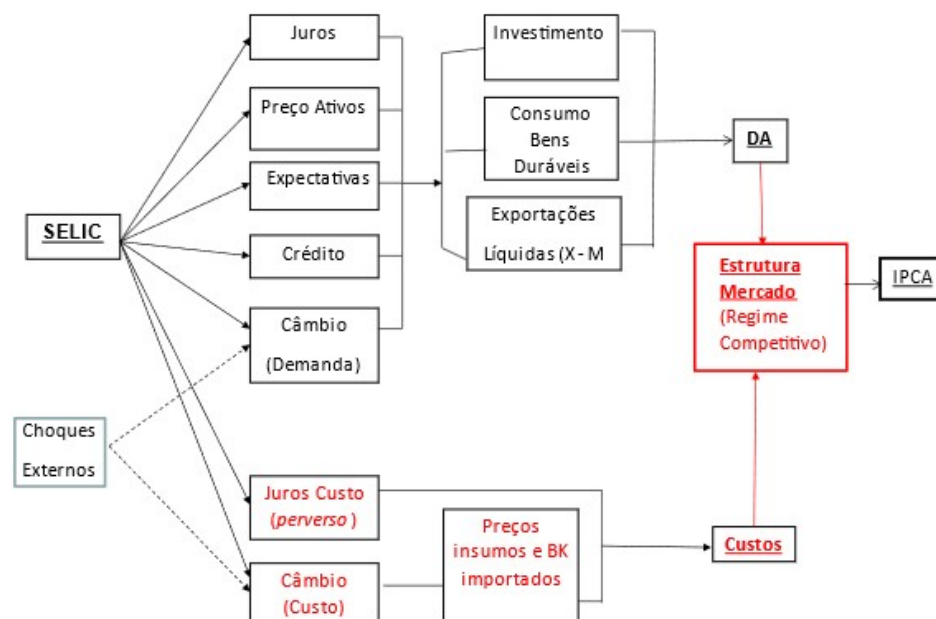 Juros
Preço Ativos
Expectativas
Crédito
Câmbio
(Demanda)
SELIC
Choques
Externos
Investimento
Consumo
Bens
Duráveis
Exportações
Líquidas (X - M
DA
Estrutura
Mercado
(Regime
Competitivo)
IPCA
Juros Custo
(perverso)
Câmbio
(Custo)
Preços
insumos e BK
importados
Custos